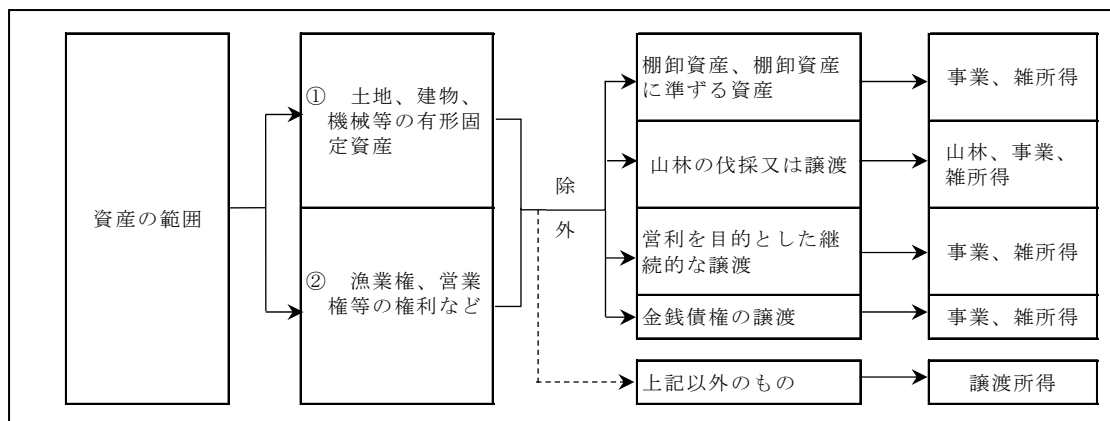 資産の範囲
① 土地、建物、
機械等の有形固
定資産
② 漁業権、営業
権等の権利など
除
外
棚卸資産、棚卸資産
に準ずる資産
事業、雑所得
山林の伐採又は譲渡
山林、事業、
雑所得
営利を目的とした継
続的な譲渡
事業、雑所得
金銭債権の譲渡
事業、雑所得
上記以外のもの
譲渡所得